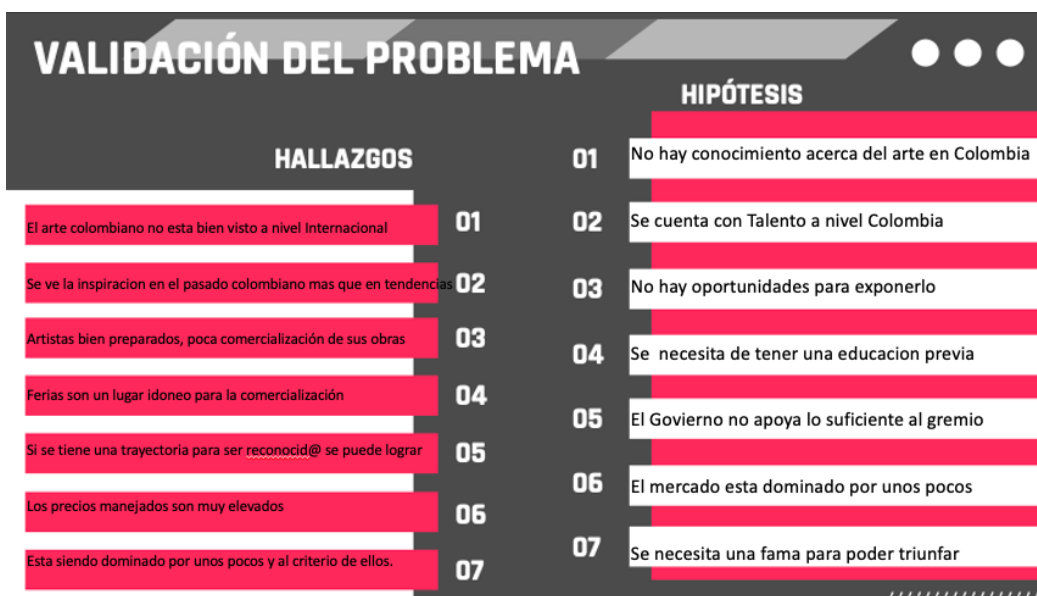 VALIDACIÓN DEL PROBLEMA
HALLAZGOS
El arte colombiano no esta bien visto a nivel Internacional 01
Se ve la inspiracion en el pasado colombiano mas que en tendencias 02
Artistas bien preparados, poca comercialización de sus obras 03
Ferias son un lugar idoneo para la comercialización 04
Si se tiene una trayectoria para ser reconocid@ se puede lograr 05
Los precios manejados son muy elevados 06
Esta siendo dominado por unos pocos y al criterio de ellos. 07
HIPÓTESIS
01 No hay conocimiento acerca del arte en Colombia
02 Se cuenta con Talento a nivel Colombia
03 No hay oportunidades para exponerlo
04 Se necesita de tener una educacion previa
05 El Govierno no apoya lo suficiente al gremio
06 El mercado esta dominado por unos pocos
07 Se necesita una fama para poder triunfar